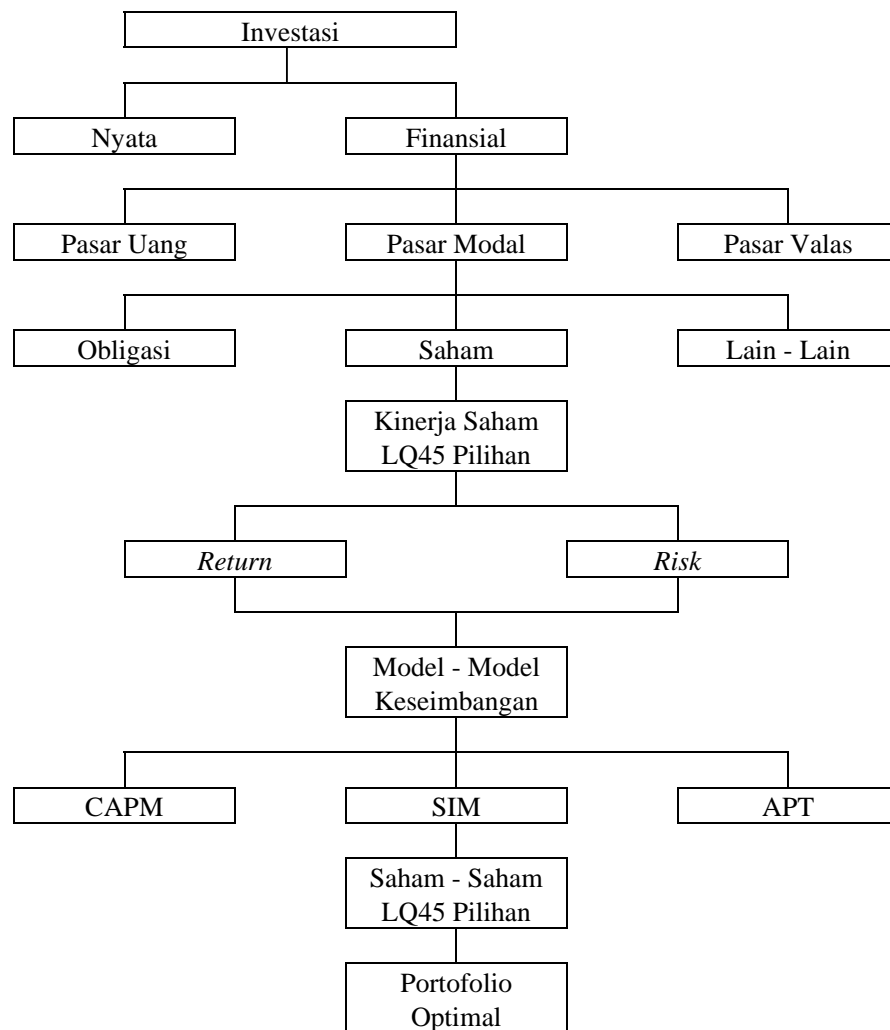 Investasi
Nyata
Finansial
Pasar Uang
Pasar Modal
Pasar Valas
Obligasi
Saham
Lain - Lain
Kinerja Saham
LQ45 Pilihan
Return
Risk
Model - Model
Keseimbangan
CAPM
SIM
APT
Saham - Saham
LQ45 Pilihan
Portofolio
Optimal